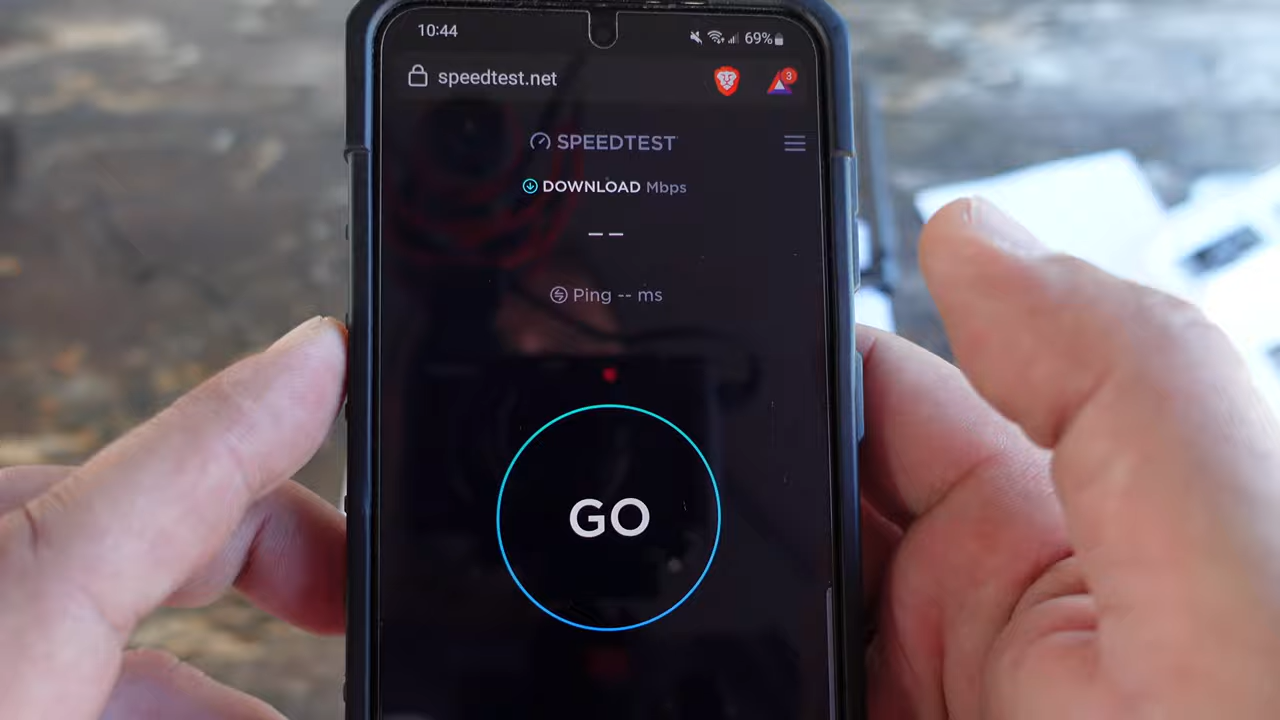 10:44 69%
speedtest.net 3
SPEEDTEST
DOWNLOAD Mbps
— —
Ping -- ms
GO